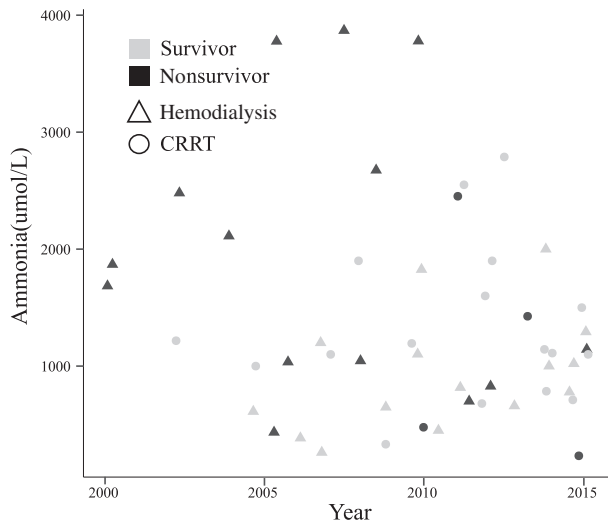 4000
3000
2000
1000
Ammonia(umol/L)
Survivor
Nonsurvivor
Hemodialysis
CRRT
2000
2005
2010
2015
Year